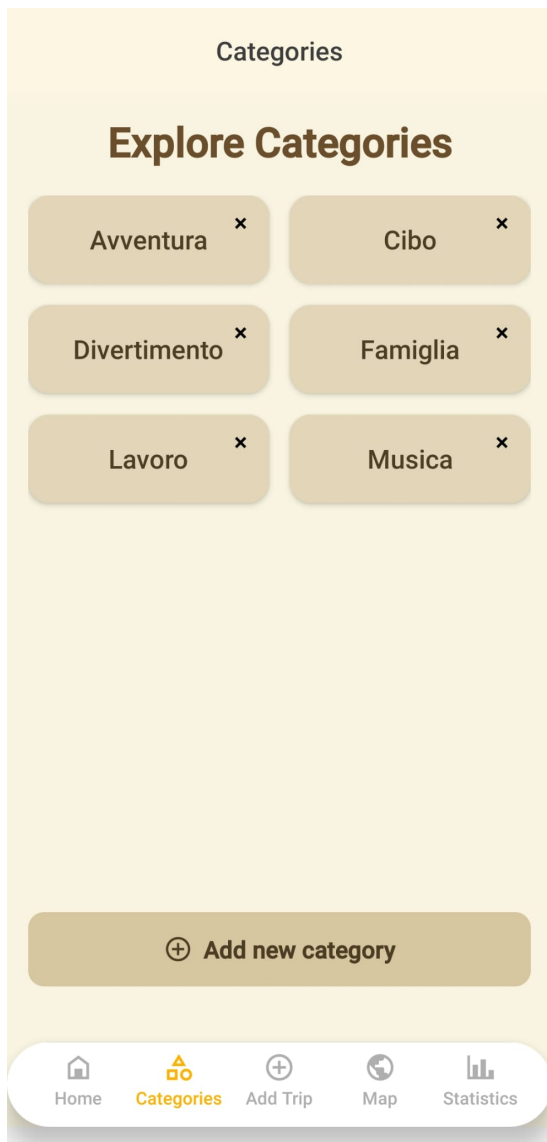 Categories
Explore Categories
Avventura ×
Cibo ×
Divertimento ×
Famiglia ×
Lavoro ×
Musica ×
Add new category
Home Categories Add Trip Map Statistics